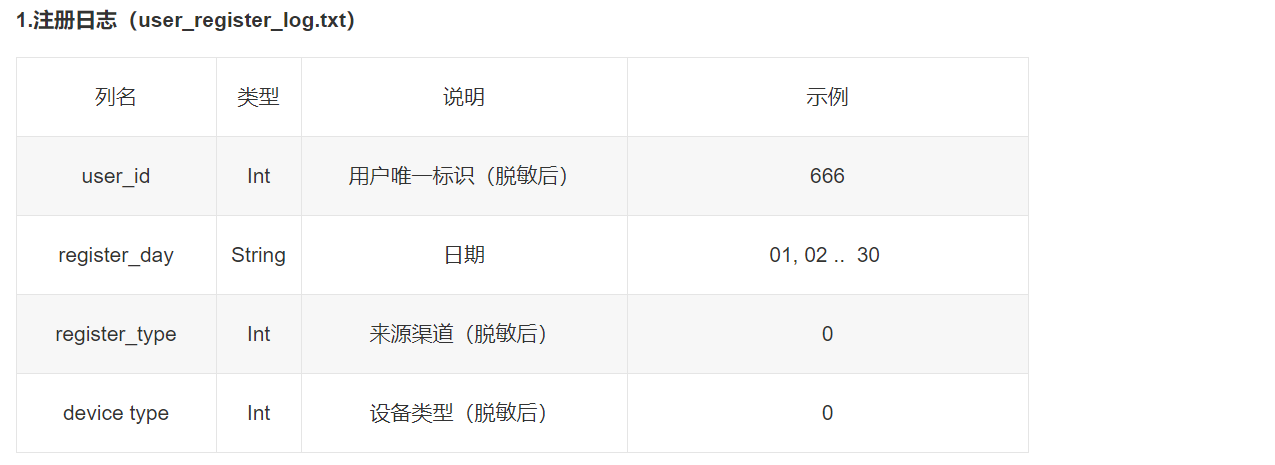 1.注册日志（user_register_log.txt）
列名 类型 说明 示例
user_id Int 用户唯一标识（脱敏后） 666
register_day String 日期 01, 02 ..  30
register_type Int 来源渠道（脱敏后） 0
device type Int 设备类型（脱敏后） 0